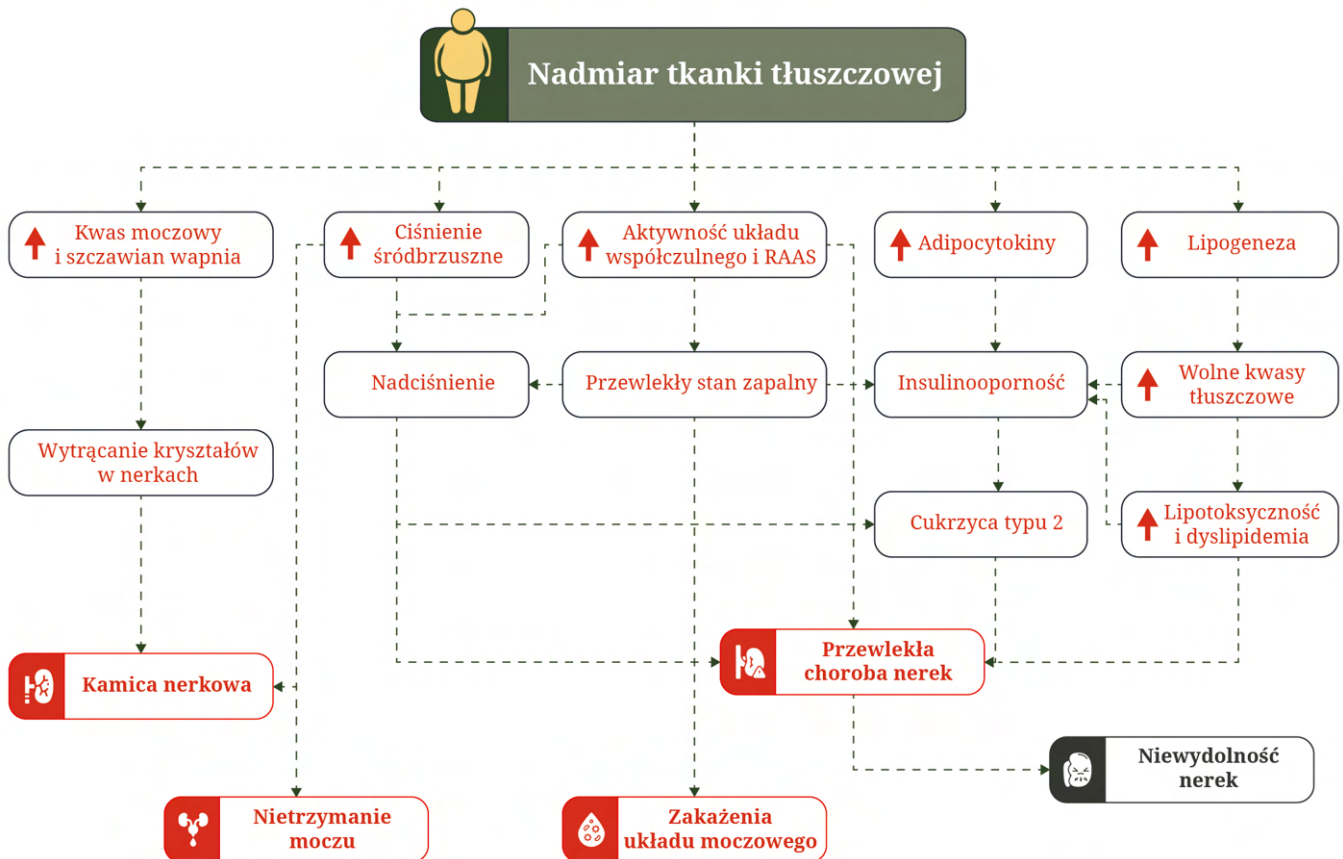 Nadmiar tkanki tłuszczowej
Kwas moczowy
i szczawian wapnia
Ciśnienie
śródbrzuszne
Aktywność układu
współczulnego i RAAS
Adipocytokiny
Lipogeneza
Nadciśnienie
Przewlekły stan zapalny
Insulinooporność
Wolne kwasy
tłuszczowe
Wytrącanie kryształów
w nerkach
Cukrzyca typu 2
Lipotoksyczność
i dyslipidemia
Kamica nerkowa
Przewlekła
choroba nerek
Niewydolność
nerek
Nietrzymanie
moczu
Zakażenia
układu moczowego